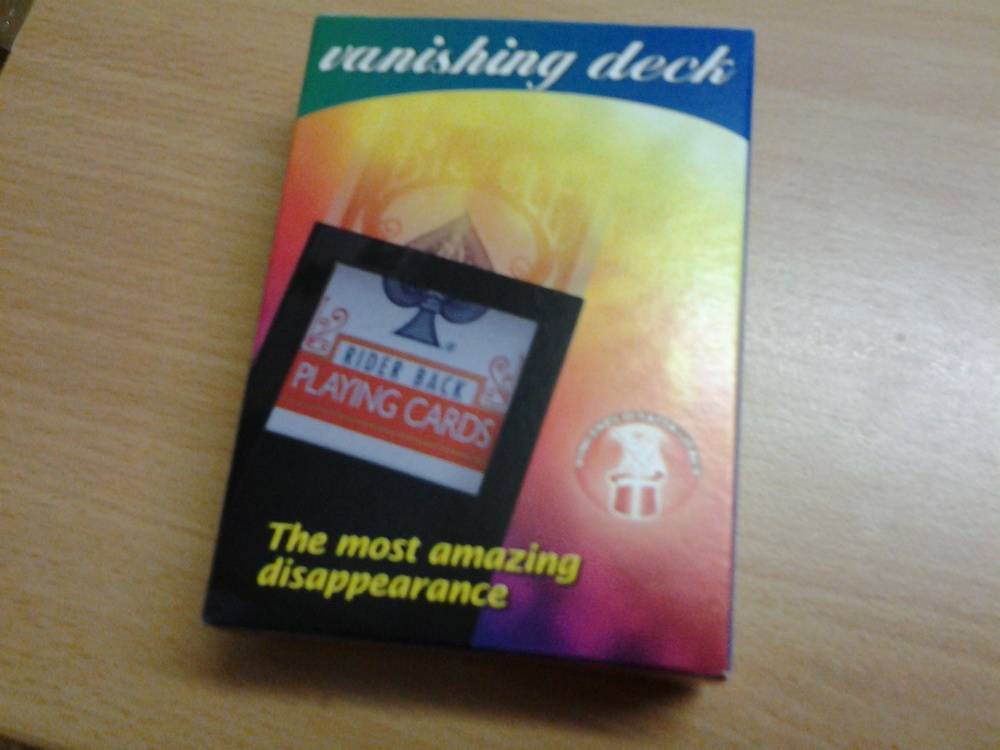 vanishing deck
RIDER BACK
PLAYING CARDS
The most amazing
disappearance